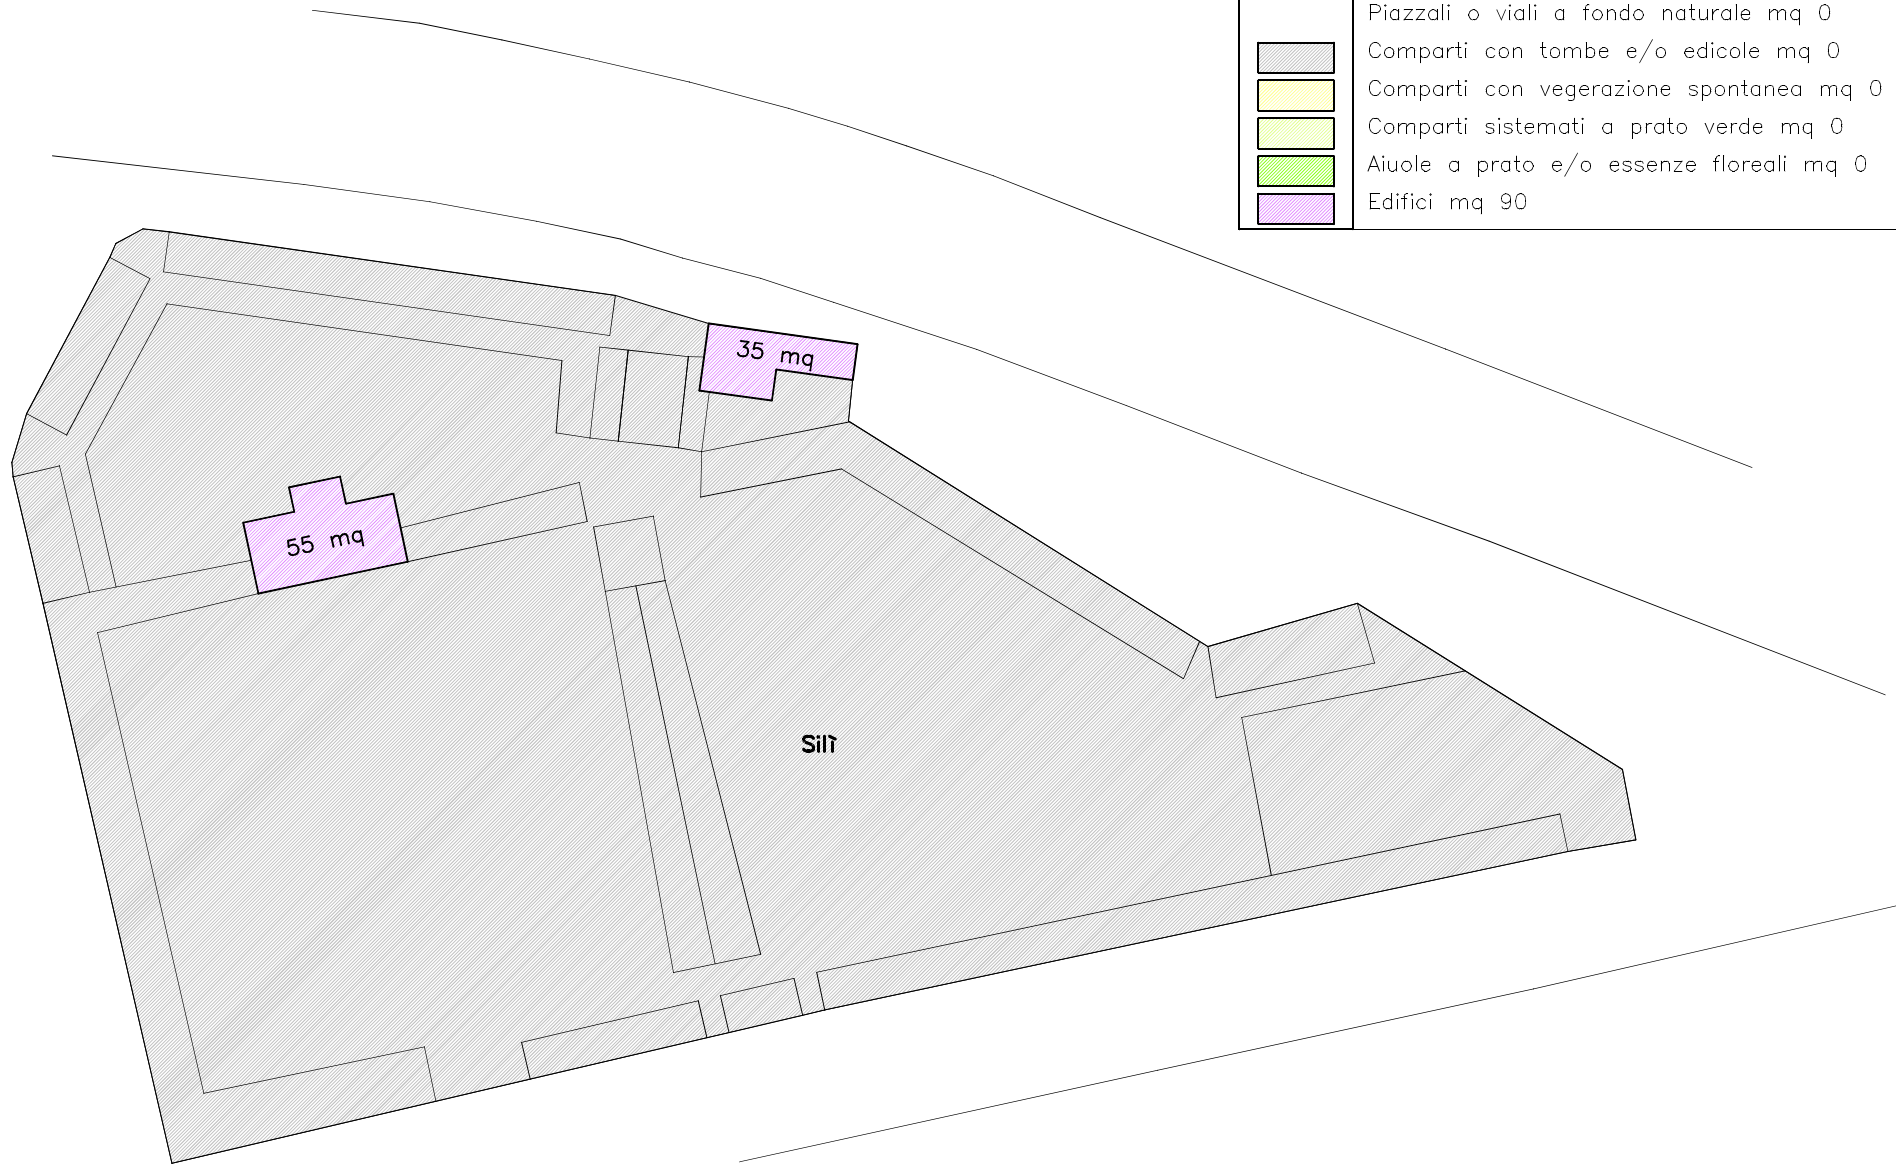 Piazzali o viali a fondo naturale mq 0
Comparti con tombe e/o edicole mq 0
Comparti con vegerazione spontanea mq 0
Comparti sistemati a prato verde mq 0
Aiuole a prato e/o essenze floreali mq 0
Edifici mq 90
35 mq
55 mq
Silì